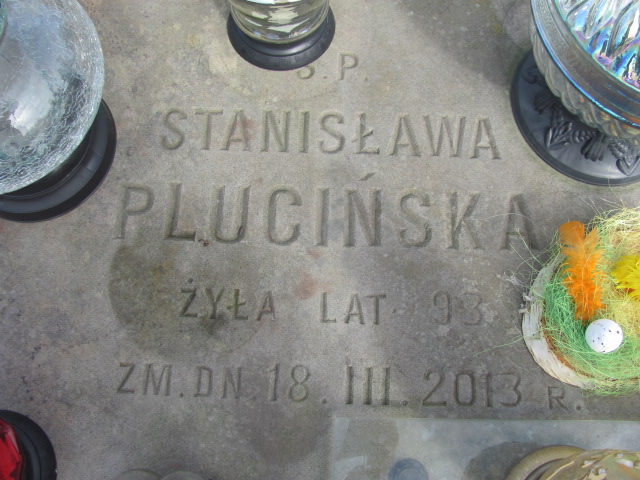 Ś.P.
STANISŁAWA
PLUCIŃSKA
ŻYŁA LAT 93
ZM.DN.18.III.2013 R.